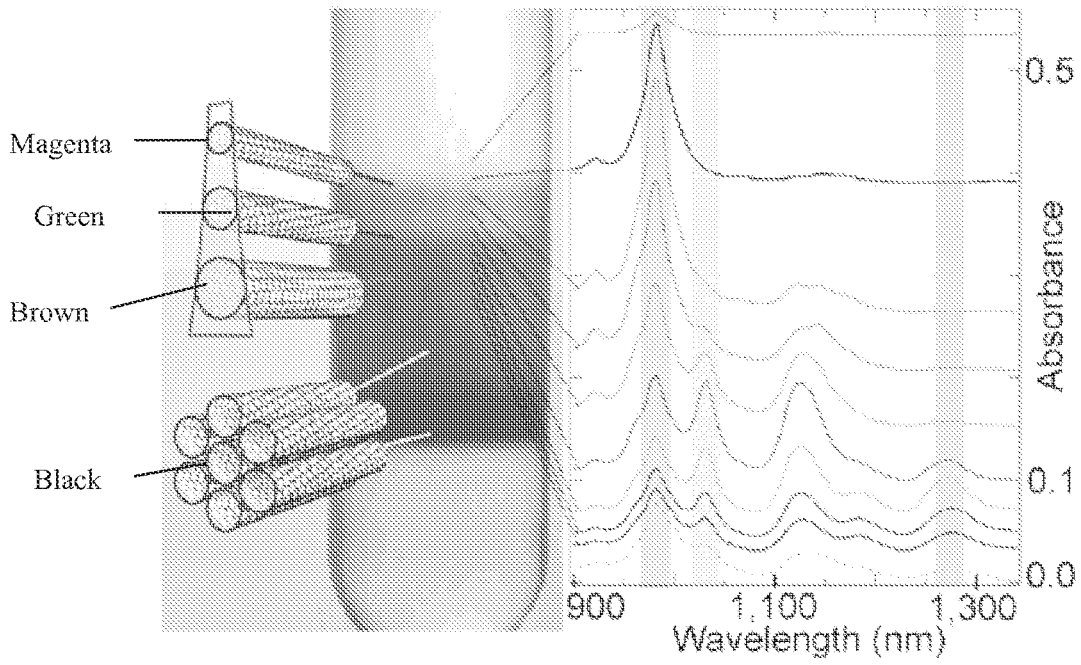 Magenta
Green
Brown
Black
0.5
0.1
0.0
Absorbance
900
1,100
1,300
Wavelength (nm)